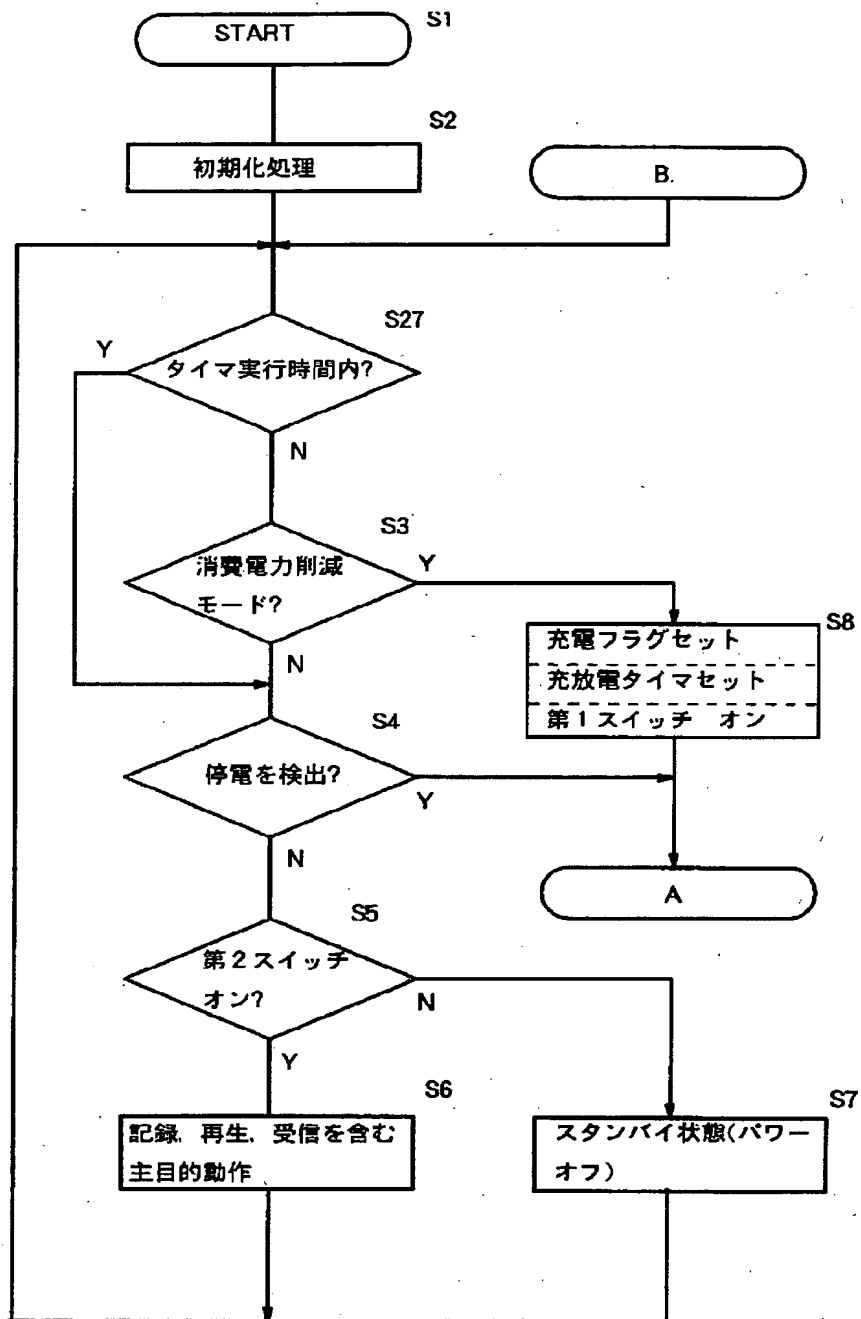 START
S1
S2
初期化処理
B.
S27
Y
タイマ実行時間内?
N
S3
消費電力削減
モード?
Y
N
S8
充電フラグセット
充放電タイマセット
第1スイッチ オン
S4
停電を検出?
Y
N
A
S5
第2スイッチ
オン?
N
Y
S6
記録, 再生, 受信を含む
主目的動作
S7
スタンバイ状態(パワー
オフ)